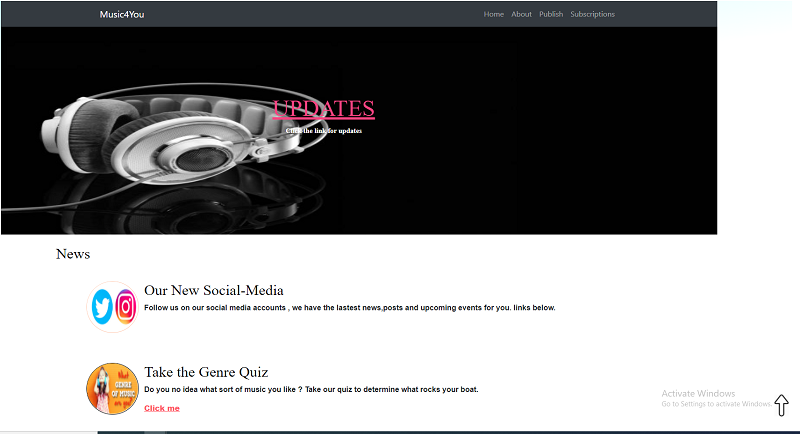 Music4You
Home About Publish Subscriptions
UPDATES
Click the link for updates
News
Our New Social-Media
Follow us on our social media accounts , we have the lastest news,posts and upcoming events for you. links below.
Take the Genre Quiz
Do you no idea what sort of music you like ? Take our quiz to determine what rocks your boat.
Click me
What
GENRE
OF MUSIC
are you?
Activate Windows
Go to Settings to activate Windows.